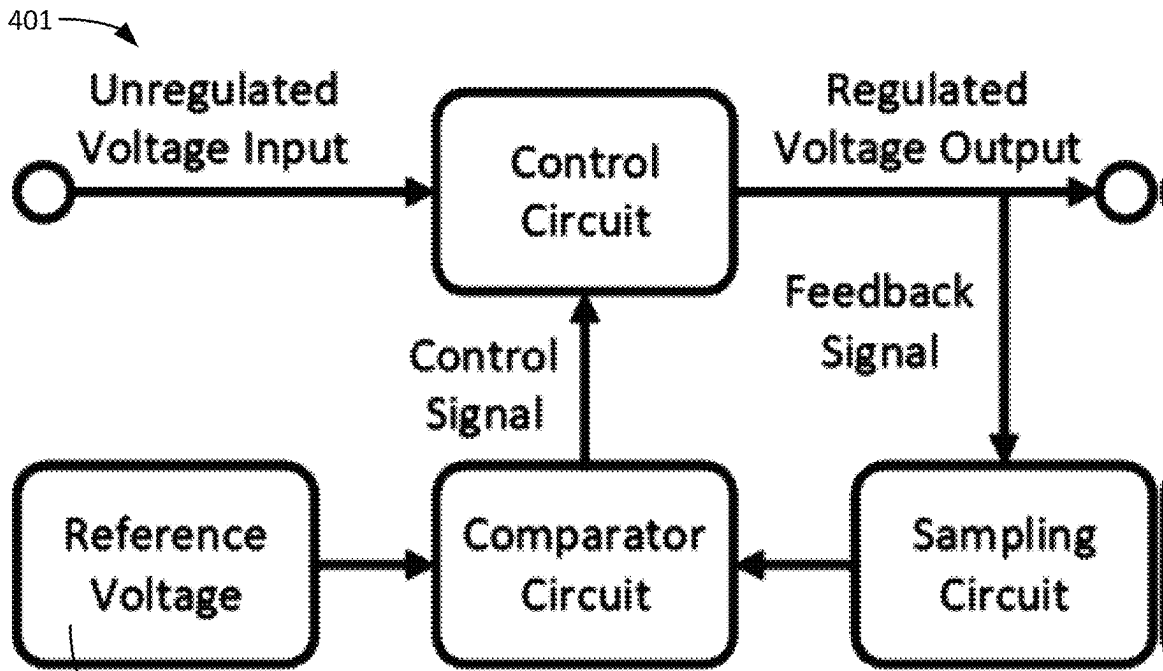 401
Unregulated
Voltage Input
Regulated
Voltage Output
Control
Circuit
Feedback
Signal
Control
Signal
Reference
Voltage
Comparator
Circuit
Sampling
Circuit